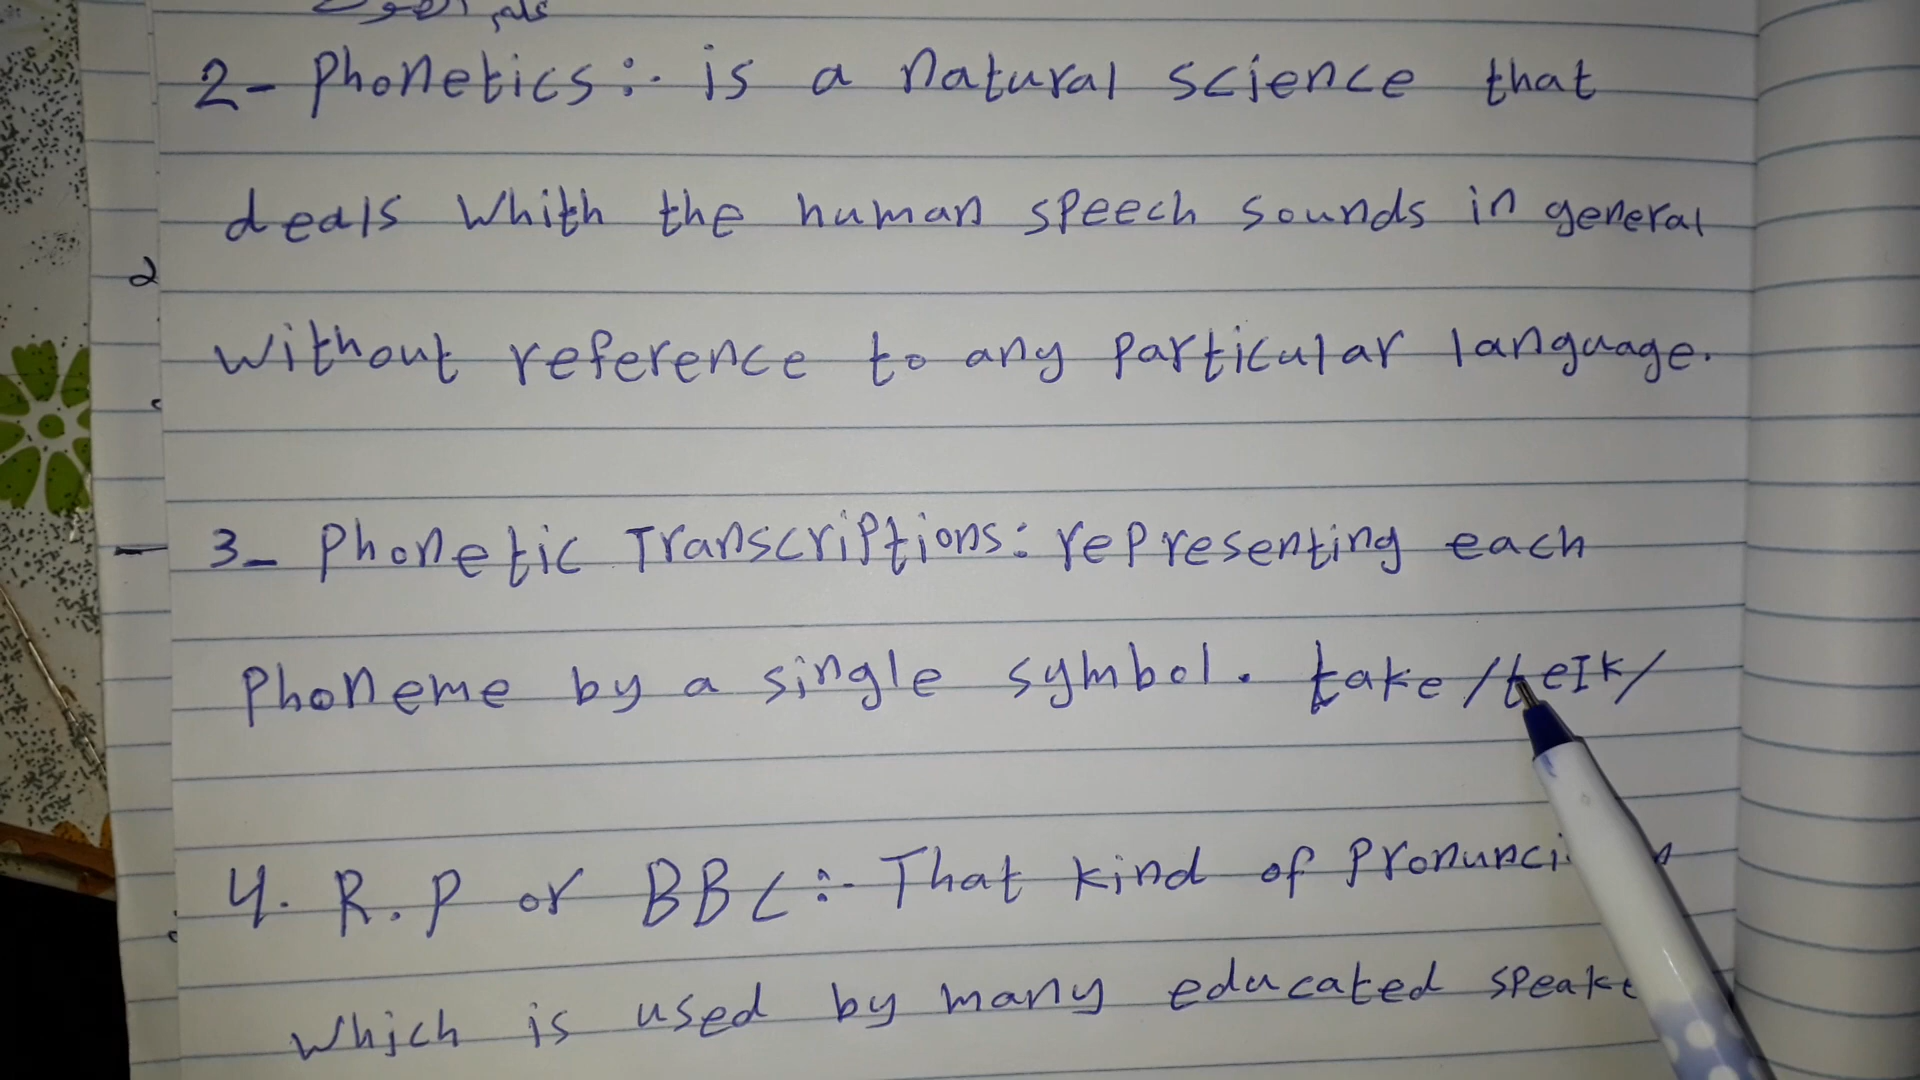 2- Phonetics:- is a natural science that
deals Whith the human speech sounds in general
without reference to any particular language.
3- Phonetic Transcriptions: representing each
Phoneme by a single symbol. take /teIk/
4. R.P or BBC:- That kind of
which is used by many educated